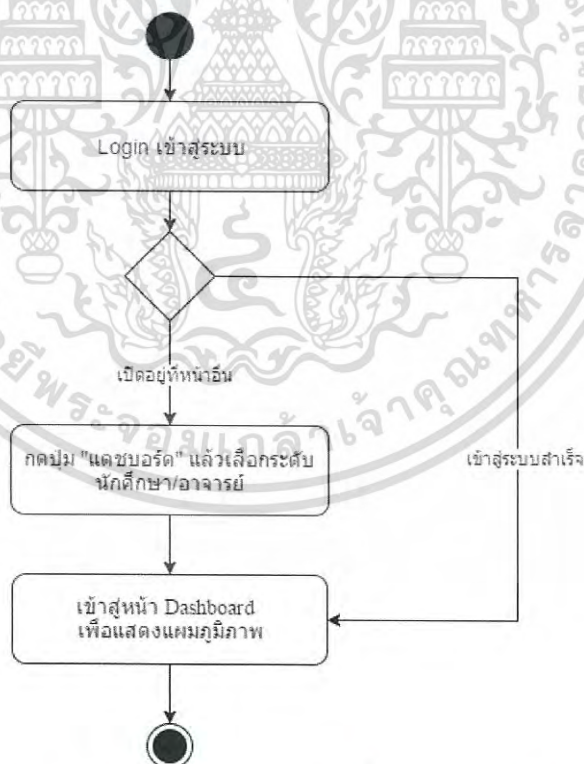 Login เข้าสู่ระบบ
เปิดอยู่ที่หน้าอื่น
กดปุ่ม "แดชบอร์ด" แล้วเลือกระดับ
นักศึกษา/อาจารย์
เข้าสู่ระบบสำเร็จ
เข้าสู่หน้า Dashboard
เพื่อแสดงแผนภูมิภาพ